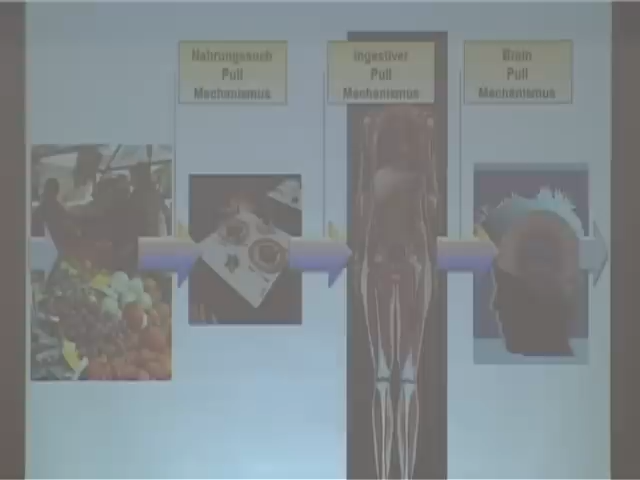 Nahrungssuch
Pull
Mechanismus
Ingestiver
Pull
Mechanismus
Brain
Pull
Mechanismus